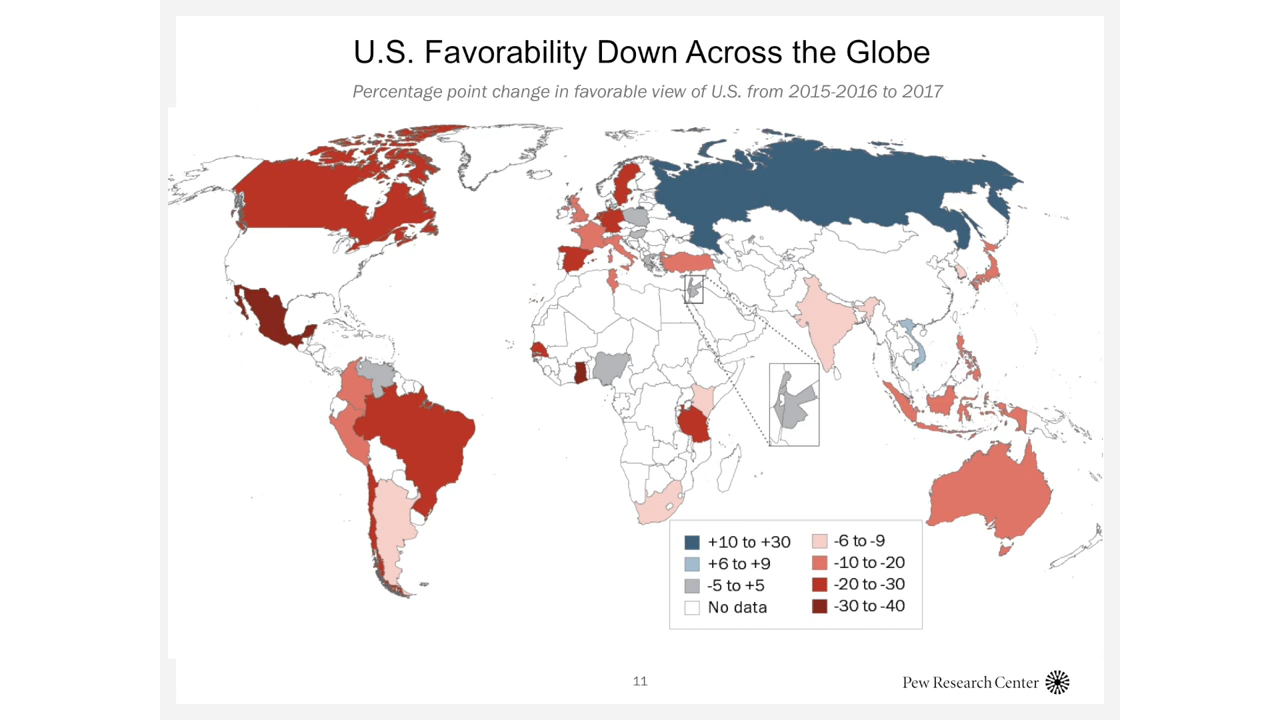 U.S. Favorability Down Across the Globe
Percentage point change in favorable view of U.S. from 2015-2016 to 2017
+10 to +30
+6 to +9
-5 to +5
No data
-6 to -9
-10 to -20
-20 to -30
-30 to -40
11
Pew Research Center